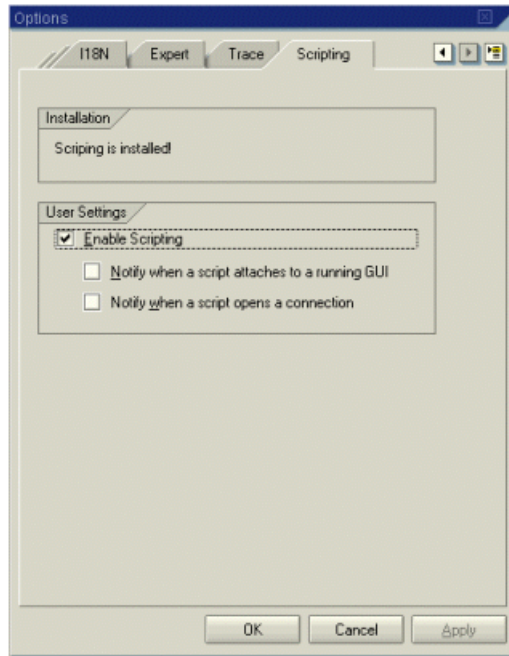 Options
I18N Expert Trace Scripting
Installation
Scriping is installed!
User Settings
Enable Scripting
Notify when a script attaches to a running GUI
Notify when a script opens a connection
OK Cancel Apply